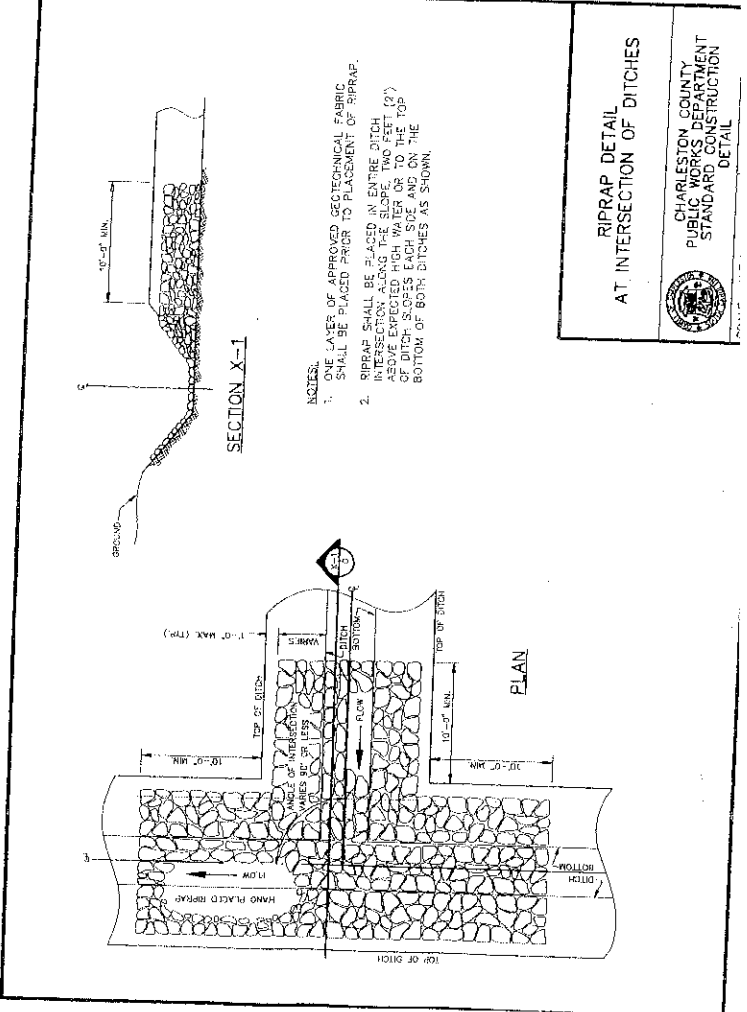 10'-0" MIN.
℄
GROUND
SECTION X-1
NOTES:
1. ONE LAYER OF APPROVED GEOTECHNICAL FABRIC
SHALL BE PLACED PRIOR TO PLACEMENT OF RIPRAP.
2. RIPRAP SHALL BE PLACED IN ENTIRE DITCH
INTERSECTION ALONG THE SLOPE, TWO FEET (2')
ABOVE EXPECTED HIGH WATER OR TO THE TOP
OF DITCH SLOPES EACH SIDE AND ON THE
BOTTOM OF BOTH DITCHES AS SHOWN.
1'-0" MAX. (TYP.)
TOP OF DITCH
VARIES
X-1
℄
DITCH
BOTTOM
10'-0" MIN.
ANGLE OF INTERSECTION
VARIES 90° OR LESS
FLOW
TOP OF DITCH
10'-0" MIN.
℄
FLOW
HAND PLACED RIPRAP
10'-0" MIN.
DITCH
BOTTOM
TOP OF DITCH
PLAN
RIPRAP DETAIL
AT INTERSECTION OF DITCHES
CHARLESTON COUNTY
PUBLIC WORKS DEPARTMENT
STANDARD CONSTRUCTION
DETAIL